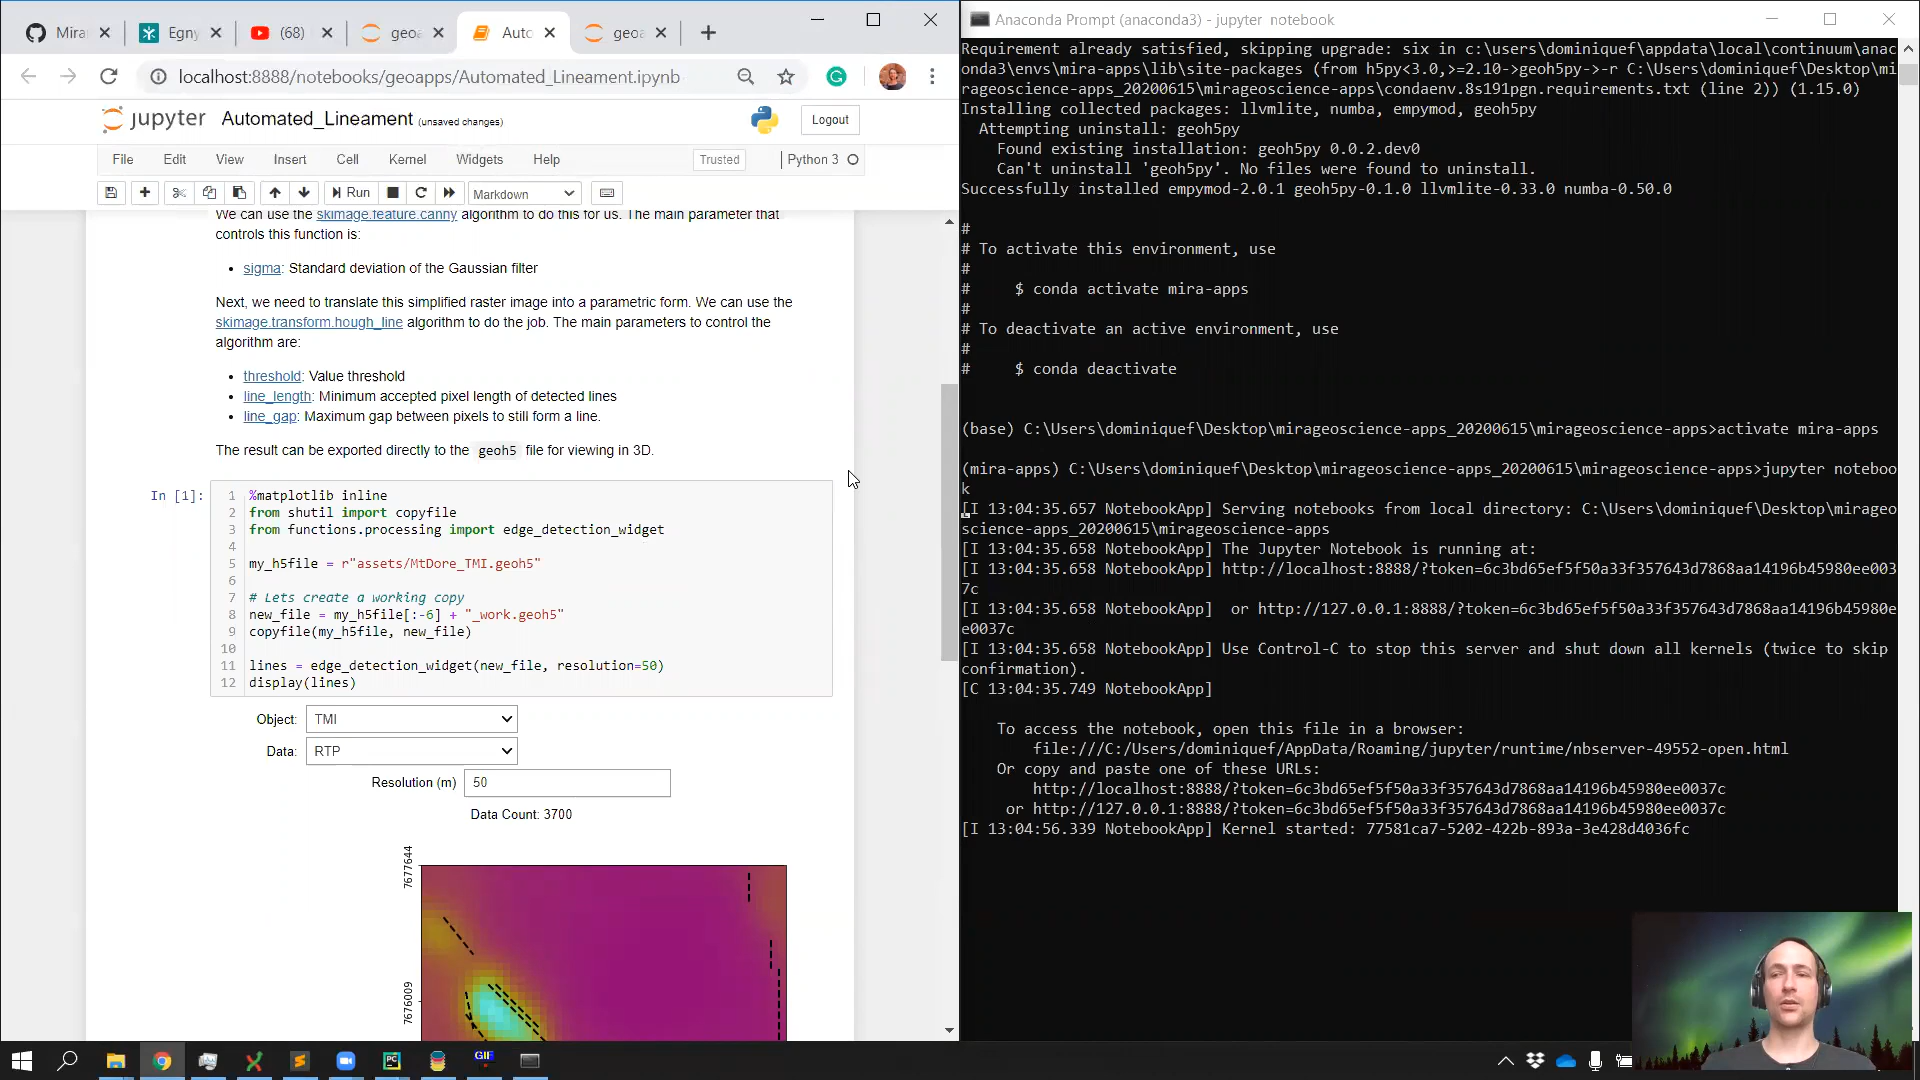 Mira
Egny
(68)
geoa
Auto
geoa
localhost:8888/notebooks/geoapps/Automated_Lineament.ipynb
jupyter Automated_Lineament (unsaved changes)
Logout
File Edit View Insert Cell Kernel Widgets Help
Trusted
Python 3
Run
Markdown
We can use the skimage.feature.canny algorithm to do this for us. The main parameter that
controls this function is:
• sigma: Standard deviation of the Gaussian filter
Next, we need to translate this simplified raster image into a parametric form. We can use the
skimage.transform.hough_line algorithm to do the job. The main parameters to control the
algorithm are:
• threshold: Value threshold
• line_length: Minimum accepted pixel length of detected lines
• line_gap: Maximum gap between pixels to still form a line.
The result can be exported directly to the geoh5 file for viewing in 3D.
In [1]:
1 %matplotlib inline
2 from shutil import copyfile
3 from functions.processing import edge_detection_widget
4
5 my_h5file = r"assets/MtDore_TMI.geoh5"
6
7 # Lets create a working copy
8 new_file = my_h5file[:-6] + "_work.geoh5"
9 copyfile(my_h5file, new_file)
10
11 lines = edge_detection_widget(new_file, resolution=50)
12 display(lines)
Object: TMI
Data: RTP
Resolution (m) 50
Data Count: 3700
7677644
7676009
Anaconda Prompt (anaconda3) - jupyter notebook
Requirement already satisfied, skipping upgrade: six in c:\users\dominiquef\appdata\local\continuum\anac
onda3\envs\mira-apps\lib\site-packages (from h5py<3.0,>=2.10->geoh5py->-r C:\Users\dominiquef\Desktop\mi
rageoscience-apps_20200615\mirageoscience-apps\condaenv.8s191pgn.requirements.txt (line 2)) (1.15.0)
Installing collected packages: llvmlite, numba, empymod, geoh5py
Attempting uninstall: geoh5py
Found existing installation: geoh5py 0.0.2.dev0
Can't uninstall 'geoh5py'. No files were found to uninstall.
Successfully installed empymod-2.0.1 geoh5py-0.1.0 llvmlite-0.33.0 numba-0.50.0
#
# To activate this environment, use
#
# $ conda activate mira-apps
#
# To deactivate an active environment, use
#
# $ conda deactivate
(base) C:\Users\dominiquef\Desktop\mirageoscience-apps_20200615\mirageoscience-apps>activate mira-apps
(mira-apps) C:\Users\dominiquef\Desktop\mirageoscience-apps_20200615\mirageoscience-apps>jupyter noteboo
k
[I 13:04:35.657 NotebookApp] Serving notebooks from local directory: C:\Users\dominiquef\Desktop\mirageo
science-apps_20200615\mirageoscience-apps
[I 13:04:35.658 NotebookApp] The Jupyter Notebook is running at:
[I 13:04:35.658 NotebookApp] http://localhost:8888/?token=6c3bd65ef5f50a33f357643d7868aa14196b45980ee003
7c
[I 13:04:35.658 NotebookApp]  or http://127.0.0.1:8888/?token=6c3bd65ef5f50a33f357643d7868aa14196b45980e
e0037c
[I 13:04:35.658 NotebookApp] Use Control-C to stop this server and shut down all kernels (twice to skip
confirmation).
[C 13:04:35.749 NotebookApp]
To access the notebook, open this file in a browser:
file:///C:/Users/dominiquef/AppData/Roaming/jupyter/runtime/nbserver-49552-open.html
Or copy and paste one of these URLs:
http://localhost:8888/?token=6c3bd65ef5f50a33f357643d7868aa14196b45980ee0037c
or http://127.0.0.1:8888/?token=6c3bd65ef5f50a33f357643d7868aa14196b45980ee0037c
[I 13:04:56.339 NotebookApp] Kernel started: 77581ca7-5202-422b-893a-3e428d4036fc
GIF